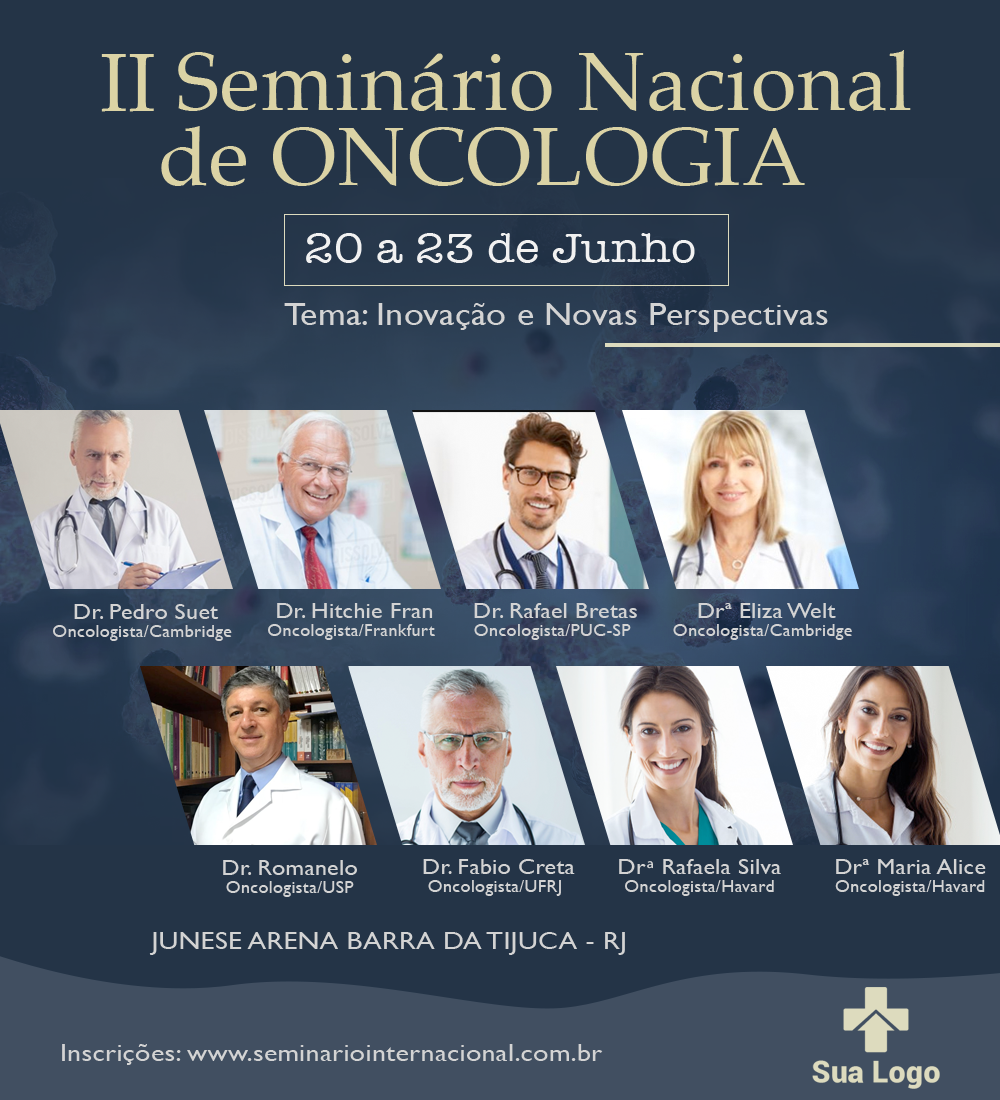 II Seminário Nacional
de ONCOLOGIA
20 a 23 de Junho
Tema: Inovação e Novas Perspectivas
Dr. Pedro Suet
Oncologista/Cambridge
Dr. Hitchie Fran
Oncologista/Frankfurt
Dr. Rafael Bretas
Oncologista/PUC-SP
Drª Eliza Welt
Oncologista/Cambridge
Dr. Romanelo
Oncologista/USP
Dr. Fabio Creta
Oncologista/UFRJ
Drª Rafaela Silva
Oncologista/Havard
Drª Maria Alice
Oncologista/Havard
JUNESE ARENA BARRA DA TIJUCA - RJ
Inscrições: www.seminariointernacional.com.br
Sua Logo